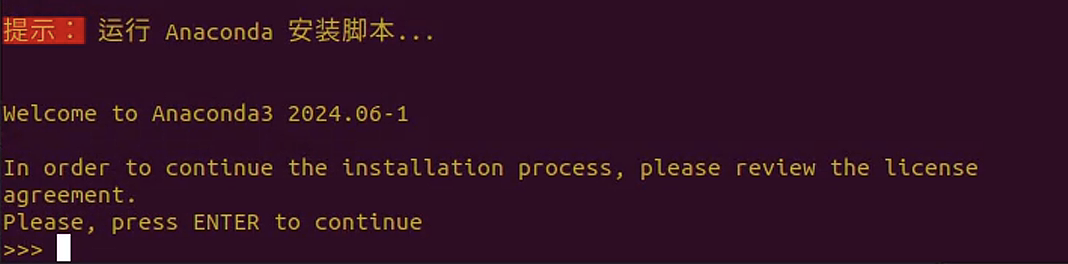 提示： 运行 Anaconda 安装脚本...
Welcome to Anaconda3 2024.06-1
In order to continue the installation process, please review the license
agreement.
Please, press ENTER to continue
>>>